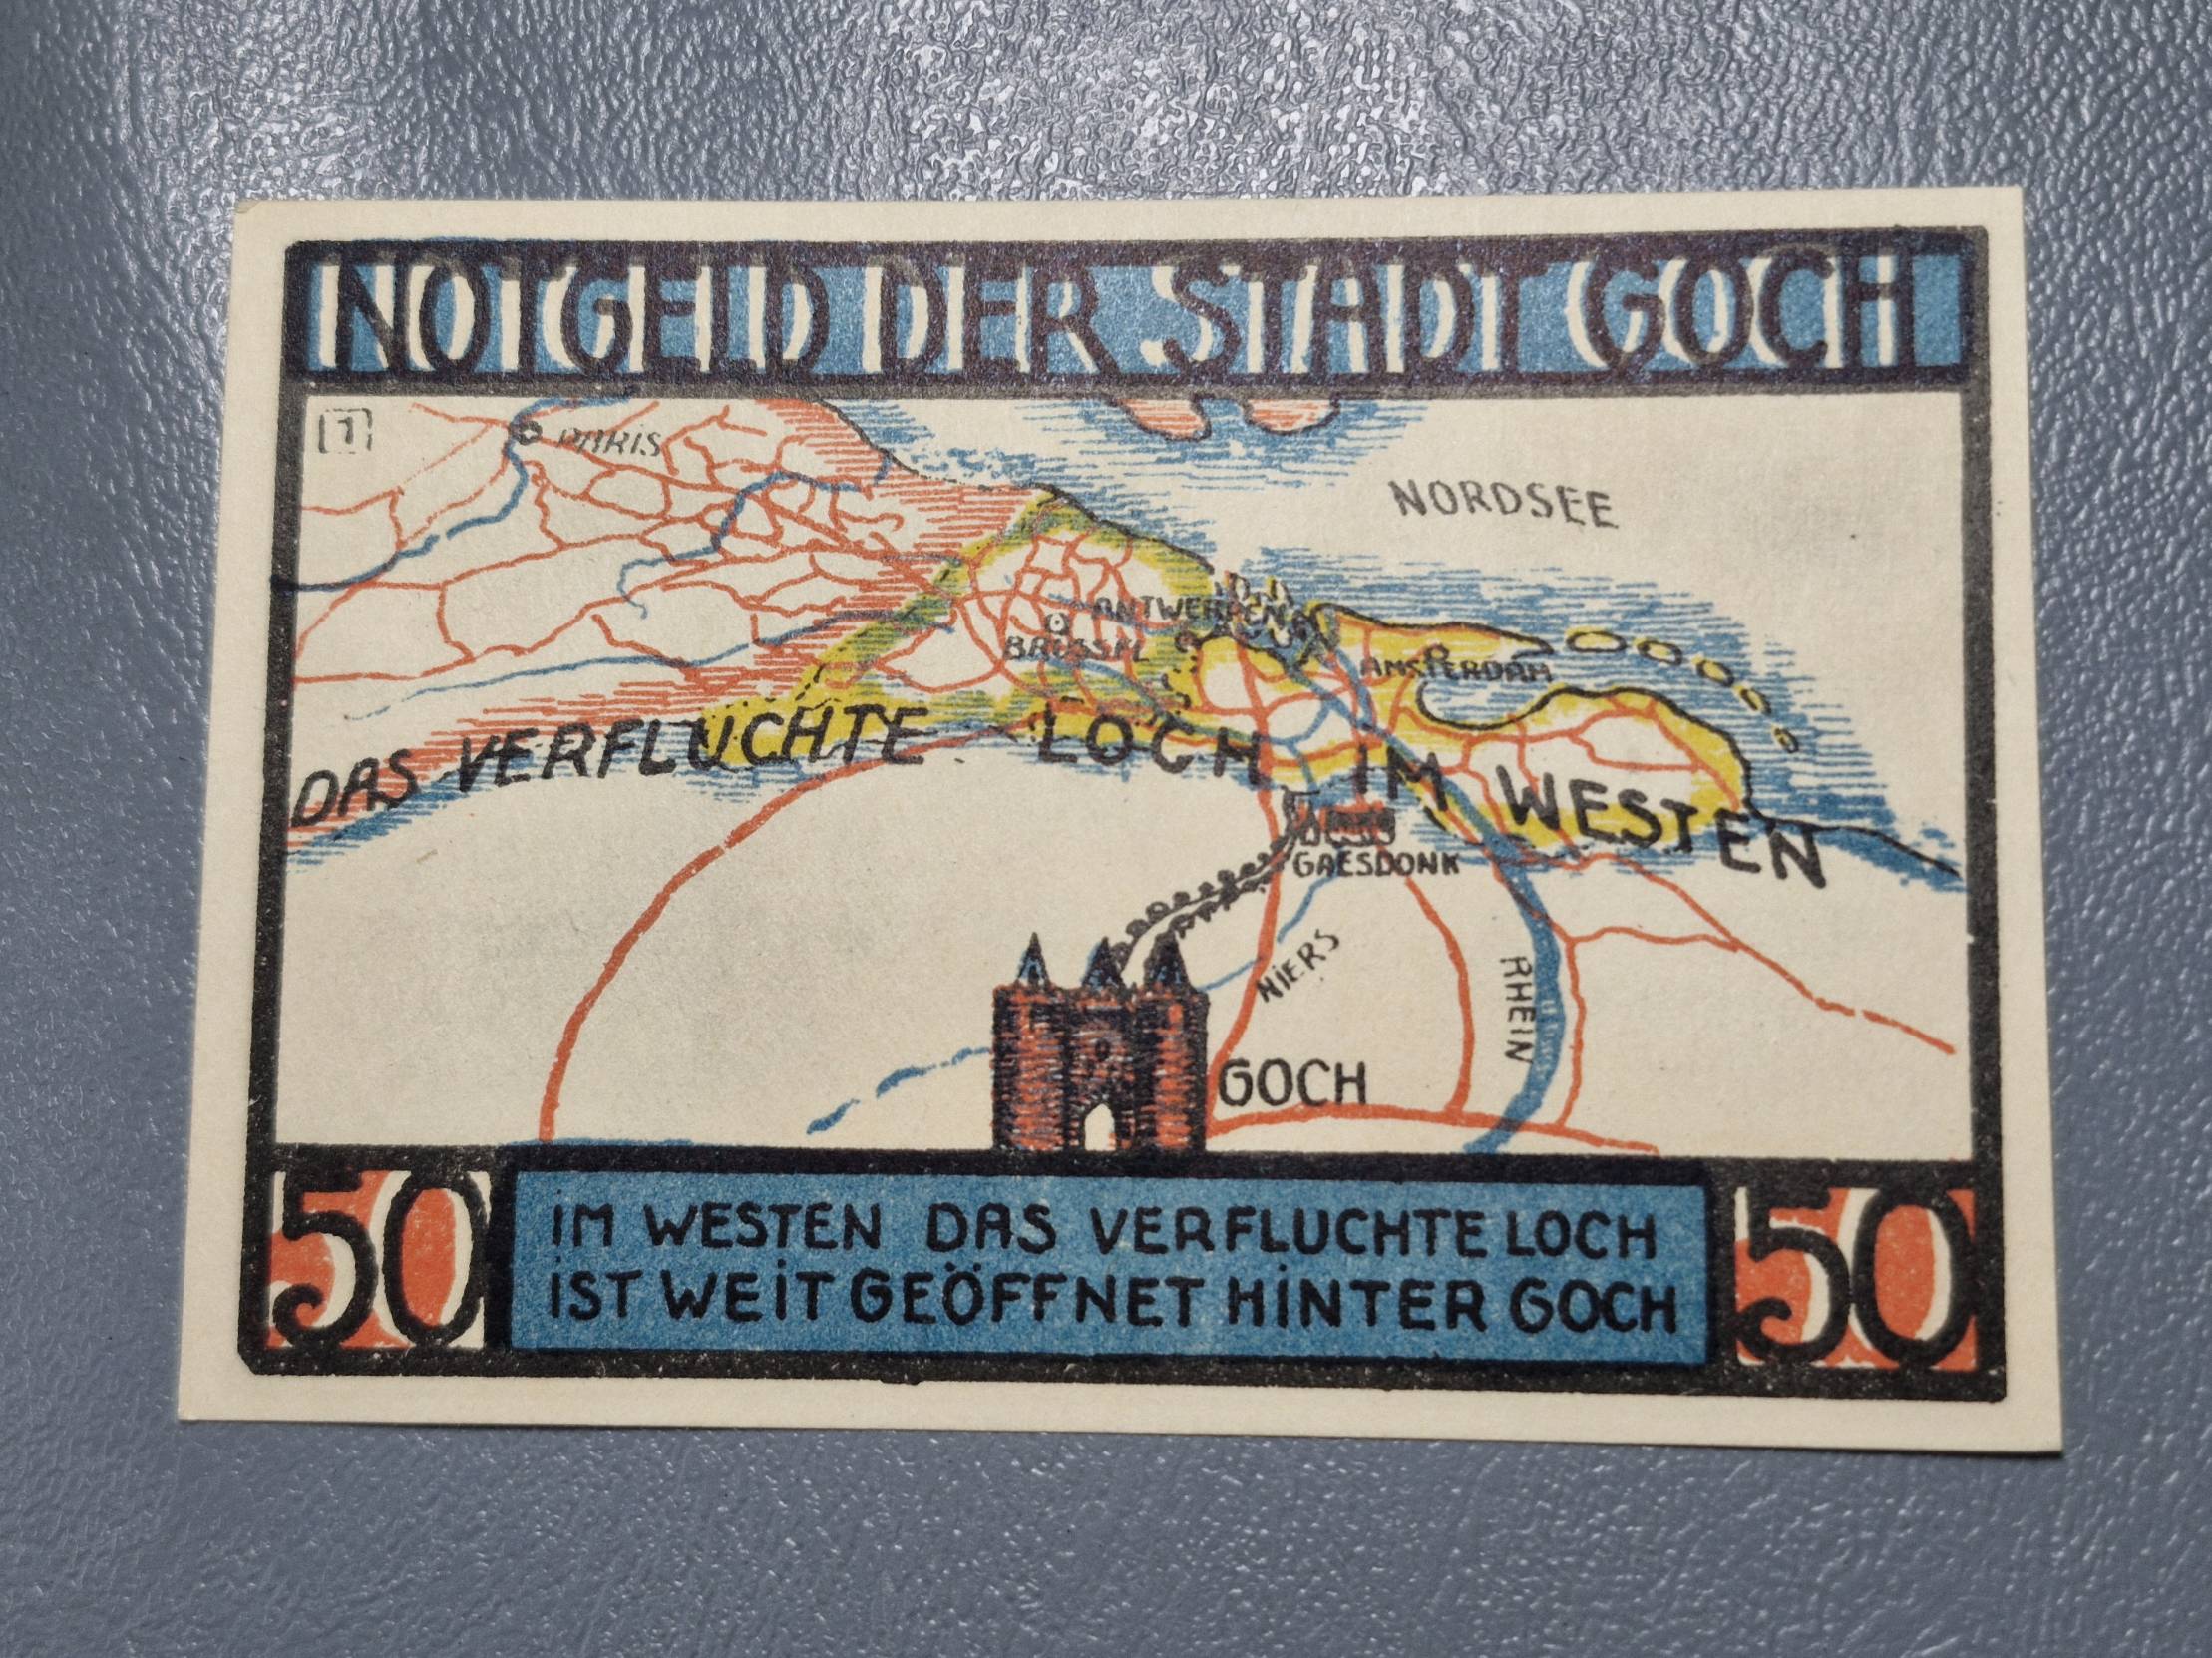 NOTGELD DER STADT GOCH
1
PARIS
NORDSEE
ANTWERPEN
BRÜSSEL
AMSTERDAM
DAS VERFLUCHTE LOCH IM WESTEN
GAESDONK
NIERS
RHEIN
GOCH
50
IM WESTEN DAS VERFLUCHTE LOCH
IST WEIT GEÖFFNET HINTER GOCH
50